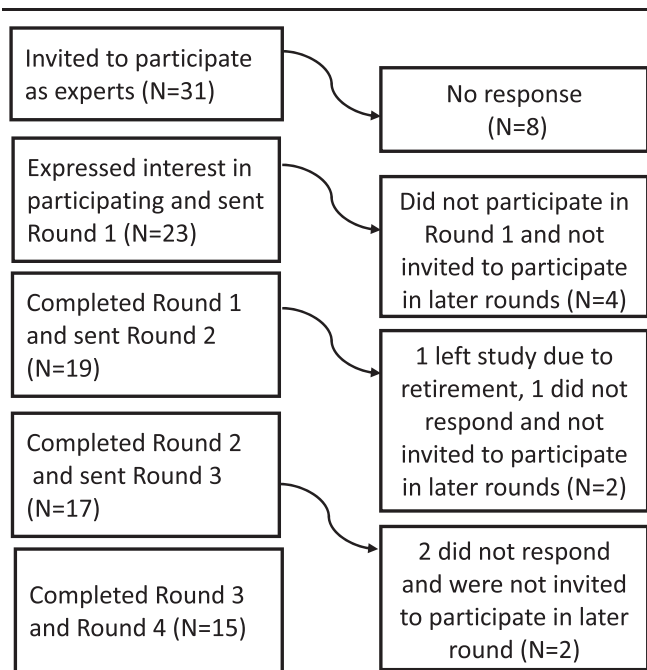 Invited to participate
as experts (N=31)
No response
(N=8)
Expressed interest in
participating and sent
Round 1 (N=23)
Did not participate in
Round 1 and not
invited to participate
in later rounds (N=4)
Completed Round 1
and sent Round 2
(N=19)
1 left study due to
retirement, 1 did not
respond and not
invited to participate
in later rounds (N=2)
Completed Round 2
and sent Round 3
(N=17)
2 did not respond
and were not invited
to participate in later
round (N=2)
Completed Round 3
and Round 4 (N=15)